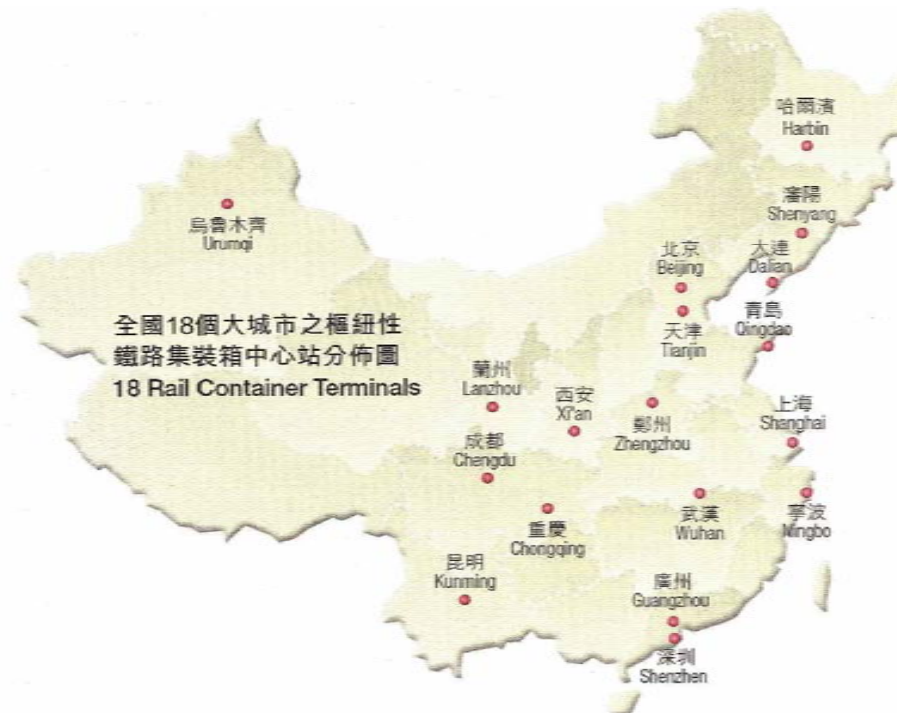 哈爾濱
Harbin
瀋陽
Shenyang
烏魯木齊
Urumqi
北京
Beijing
大連
Dalian
天津
Tianjin
青島
Qingdao
全國18個大城市之樞紐性
鐵路集裝箱中心站分佈圖
18 Rail Container Terminals
蘭州
Lanzhou
西安
Xi'an
鄭州
Zhengzhou
上海
Shanghai
成都
Chengdu
重慶
Chongqing
武漢
Wuhan
寧波
Ningbo
昆明
Kunming
廣州
Guangzhou
深圳
Shenzhen